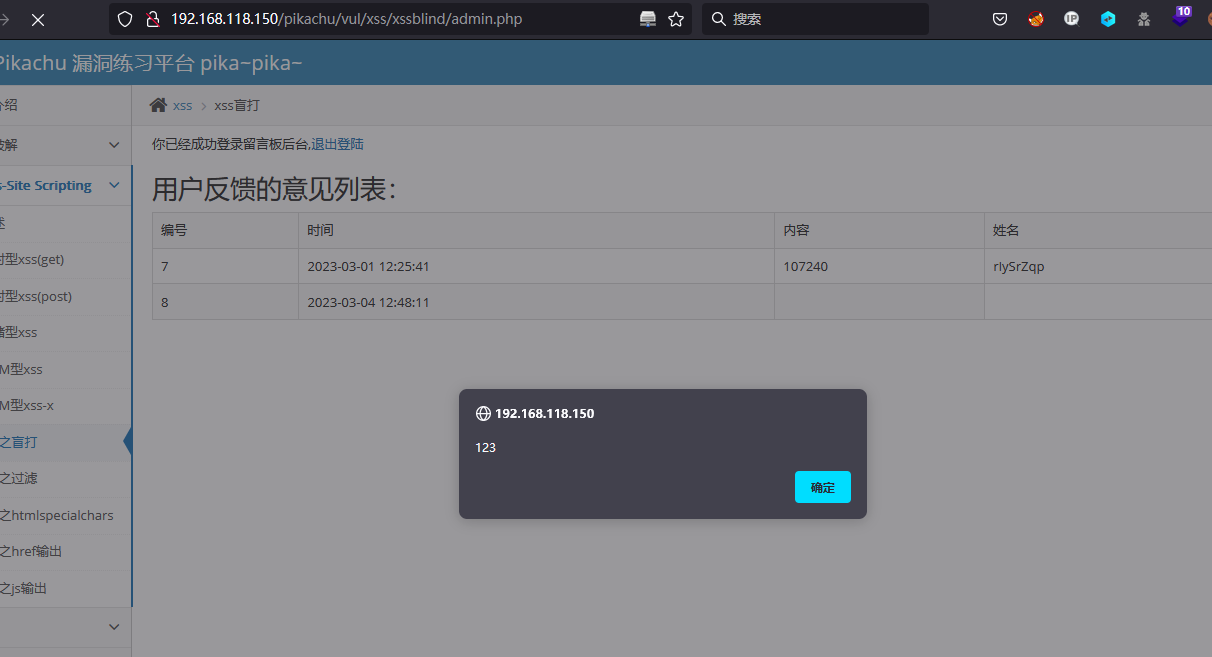 192.168.118.150/pikachu/vul/xss/xssblind/admin.php
搜索
IP
10
Pikachu 漏洞练习平台 pika~pika~
介绍
xss
xss盲打
破解
你已经成功登录留言板后台,退出登陆
s-Site Scripting
用户反馈的意见列表：
述
编号 时间 内容 姓名
射型xss(get)
7 2023-03-01 12:25:41 107240 rIySrZqp
射型xss(post)
8 2023-03-04 12:48:11
储型xss
M型xss
M型xss-x
192.168.118.150
之盲打
123
之过滤
确定
之htmlspecialchars
之href输出
之js输出